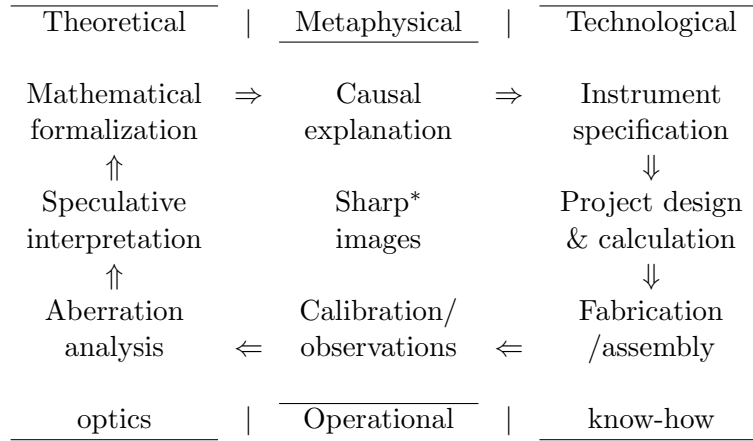 Theoretical | Metaphysical | Technological
Mathematical ⇒ Causal ⇒ Instrument
formalization explanation specification
⇑ ⇓
Speculative Sharp* Project design
interpretation images & calculation
⇑ ⇓
Aberration Calibration/ Fabrication
analysis ⇐ observations ⇐ /assembly
optics | Operational | know-how